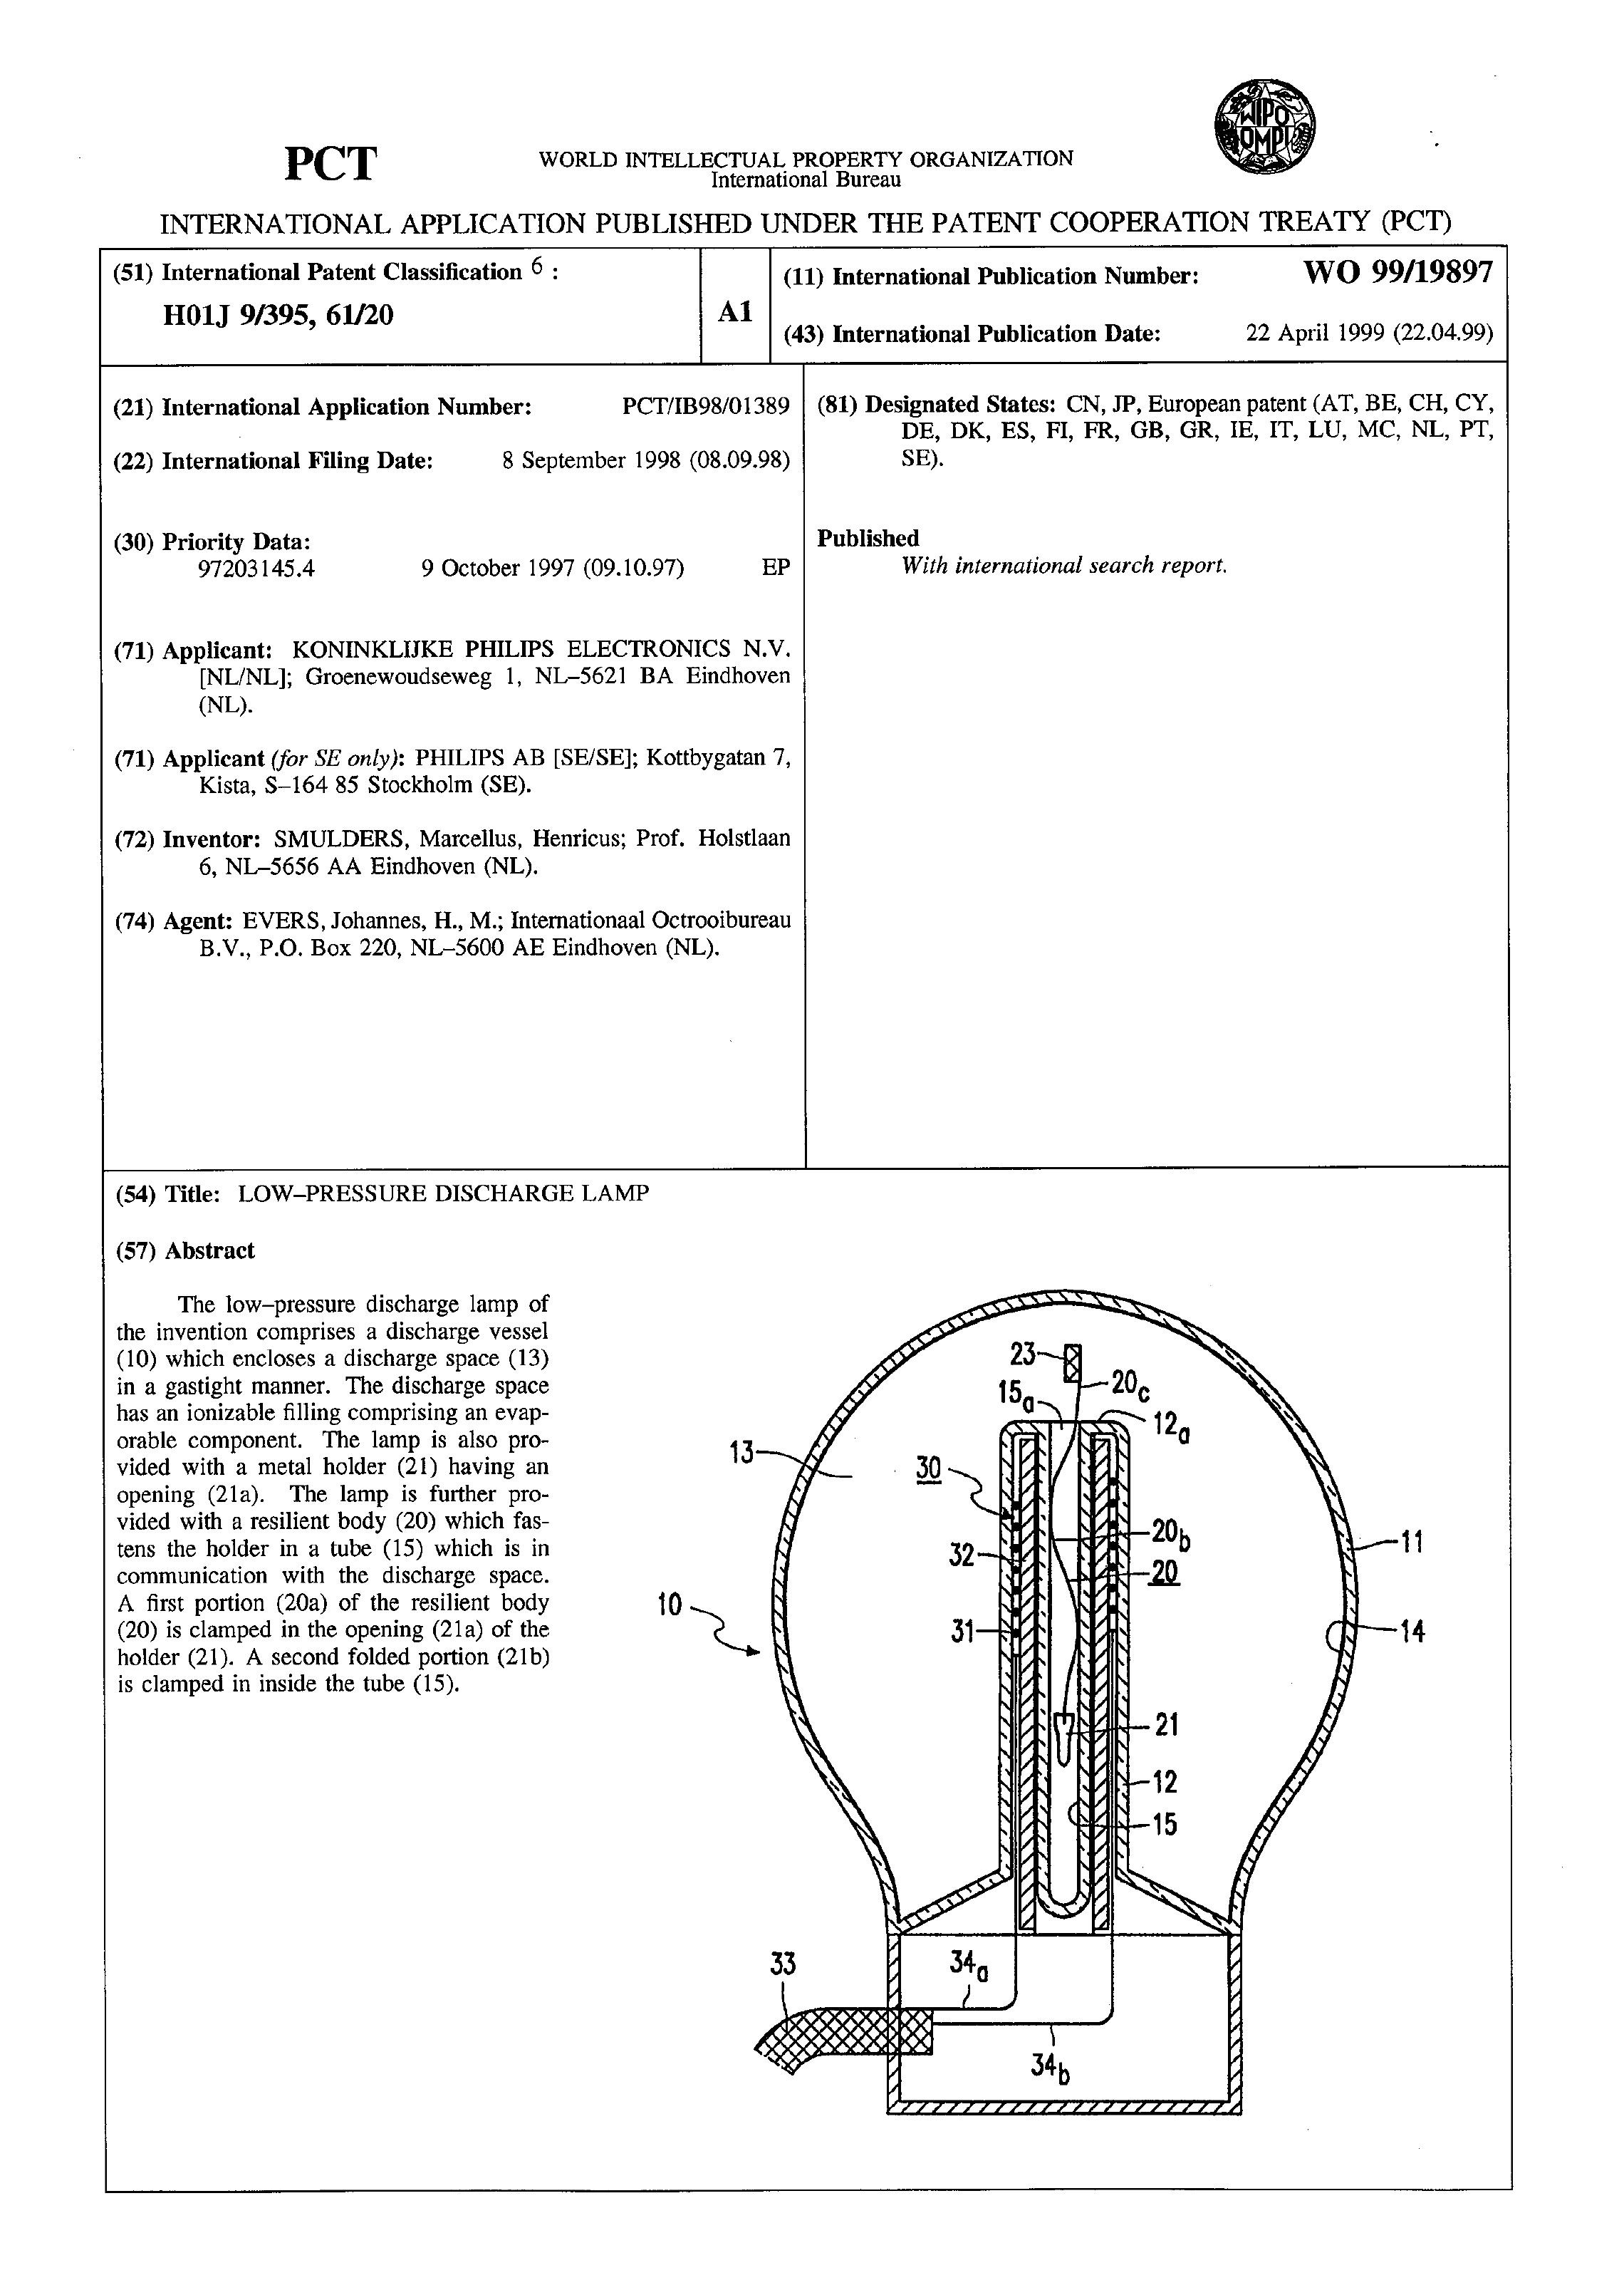 WIPO
OMPI
PCT
WORLD INTELLECTUAL PROPERTY ORGANIZATION
International Bureau
INTERNATIONAL APPLICATION PUBLISHED UNDER THE PATENT COOPERATION TREATY (PCT)
(51) International Patent Classification 6 :
H01J 9/395, 61/20
A1
(11) International Publication Number: WO 99/19897
(43) International Publication Date: 22 April 1999 (22.04.99)
(21) International Application Number: PCT/IB98/01389
(22) International Filing Date: 8 September 1998 (08.09.98)
(30) Priority Data:
97203145.4 9 October 1997 (09.10.97) EP
(71) Applicant: KONINKLIJKE PHILIPS ELECTRONICS N.V.
[NL/NL]; Groenewoudseweg 1, NL–5621 BA Eindhoven
(NL).
(71) Applicant (for SE only): PHILIPS AB [SE/SE]; Kottbygatan 7,
Kista, S–164 85 Stockholm (SE).
(72) Inventor: SMULDERS, Marcellus, Henricus; Prof. Holstlaan
6, NL–5656 AA Eindhoven (NL).
(74) Agent: EVERS, Johannes, H., M.; Internationaal Octrooibureau
B.V., P.O. Box 220, NL–5600 AE Eindhoven (NL).
(81) Designated States: CN, JP, European patent (AT, BE, CH, CY,
DE, DK, ES, FI, FR, GB, GR, IE, IT, LU, MC, NL, PT,
SE).
Published
With international search report.
(54) Title: LOW–PRESSURE DISCHARGE LAMP
(57) Abstract
The low–pressure discharge lamp of
the invention comprises a discharge vessel
(10) which encloses a discharge space (13)
in a gastight manner. The discharge space
has an ionizable filling comprising an evap-
orable component. The lamp is also pro-
vided with a metal holder (21) having an
opening (21a). The lamp is further pro-
vided with a resilient body (20) which fas-
tens the holder in a tube (15) which is in
communication with the discharge space.
A first portion (20a) of the resilient body
(20) is clamped in the opening (21a) of the
holder (21). A second folded portion (21b)
is clamped in inside the tube (15).
23
20c
15a
12a
13
30
20b
11
32
20
10
31
14
21
12
15
33
34a
34b